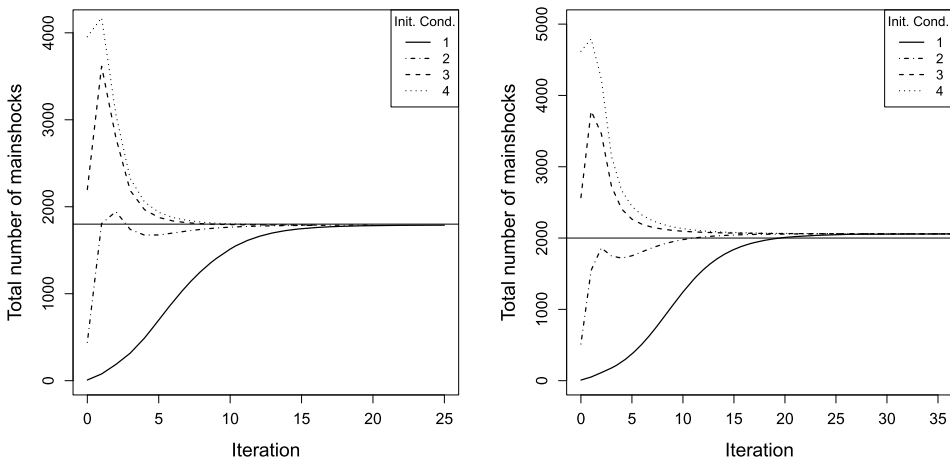 Total number of mainshocks
4000
3000
2000
1000
0
0 5 10 15 20 25
Iteration
Init. Cond.
1
2
3
4
Total number of mainshocks
5000
4000
3000
2000
1000
0
0 5 10 15 20 25 30 35
Iteration
Init. Cond.
1
2
3
4